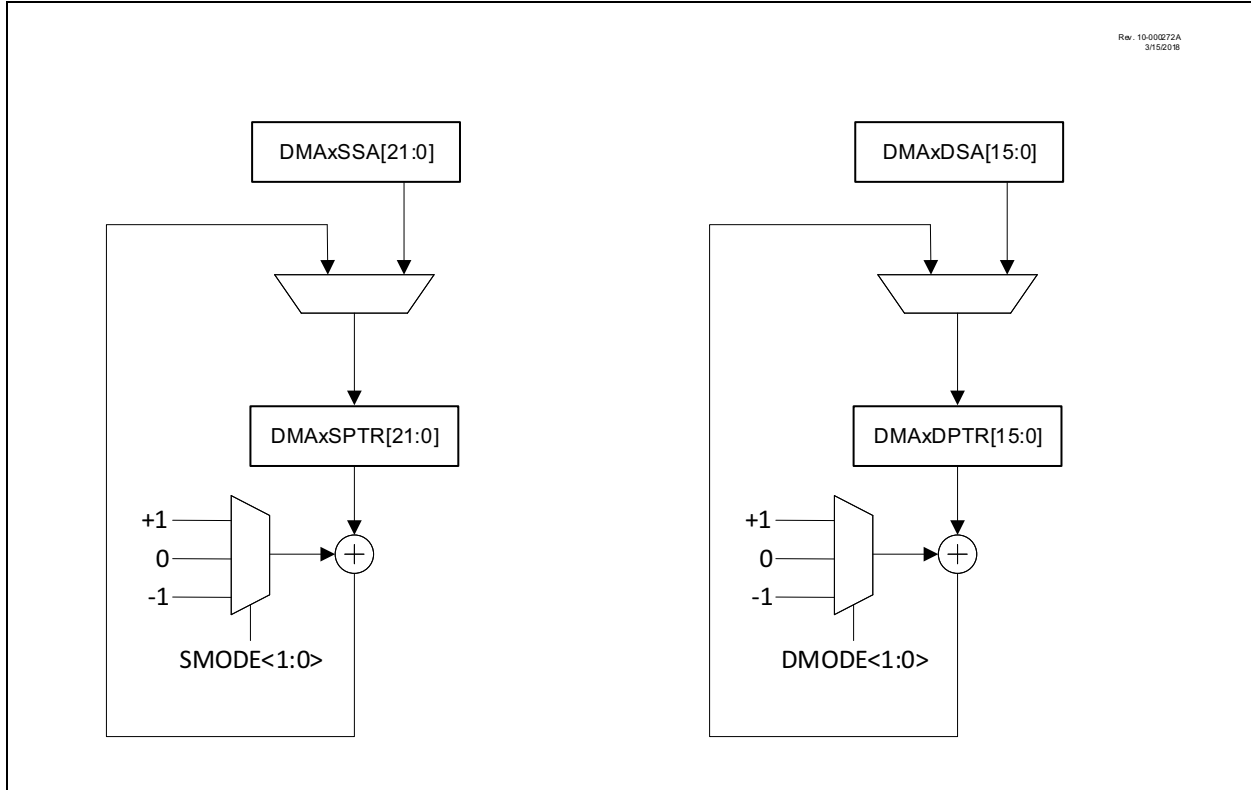 Rev. 10-000272A
3/15/2018
DMAxSSA[21:0]
DMAxDSA[15:0]
DMAxSPTR[21:0]
DMAxDPTR[15:0]
+1
0
-1
SMODE<1:0>
+1
0
-1
DMODE<1:0>